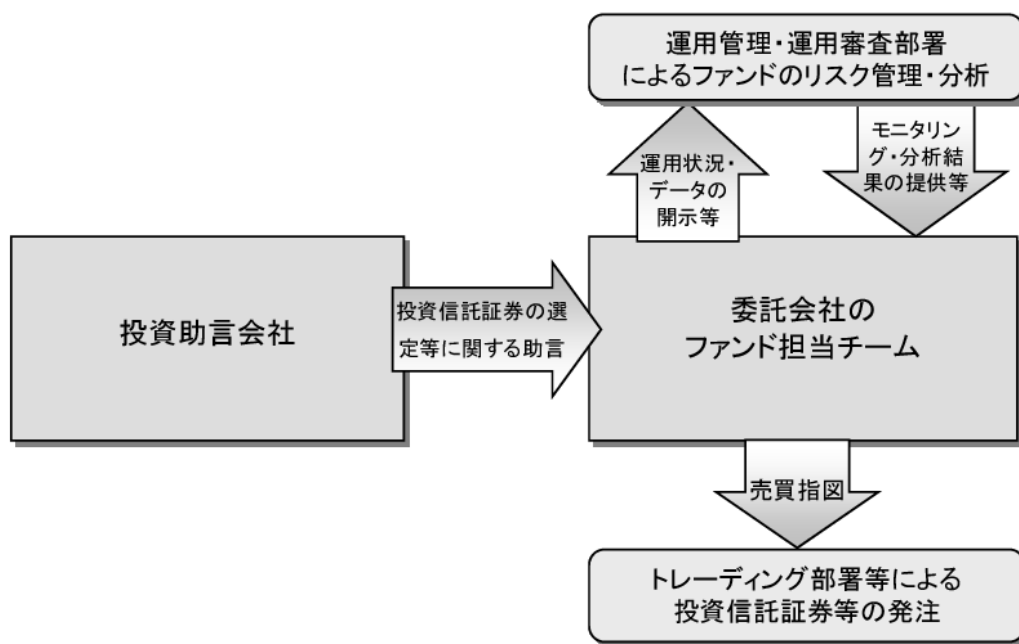 運用管理・運用審査部署
によるファンドのリスク管理・分析
運用状況・
データの
開示等
モニタリン
グ・分析結
果の提供等
投資助言会社
投資信託証券の選
定等に関する助言
委託会社の
ファンド担当チーム
売買指図
トレーディング部署等による
投資信託証券等の発注